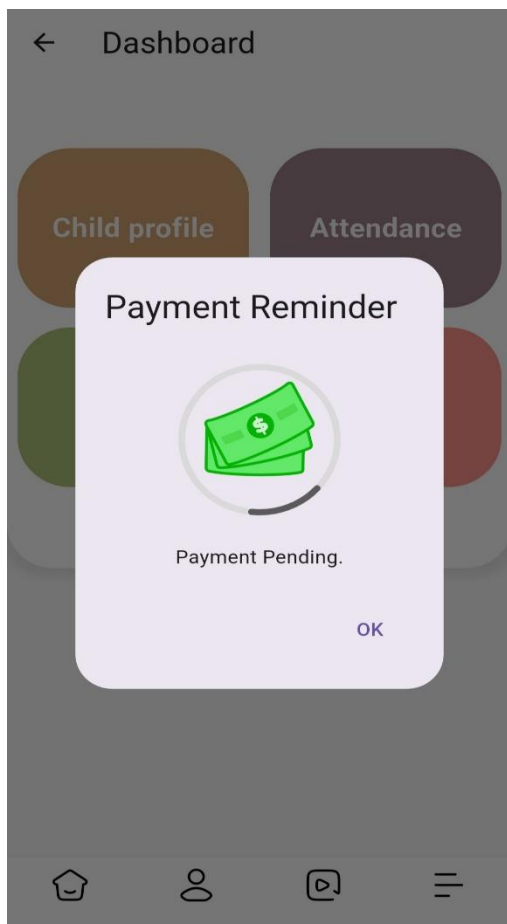 Dashboard
Child profile
Attendance
Payment Reminder
$
Payment Pending.
OK